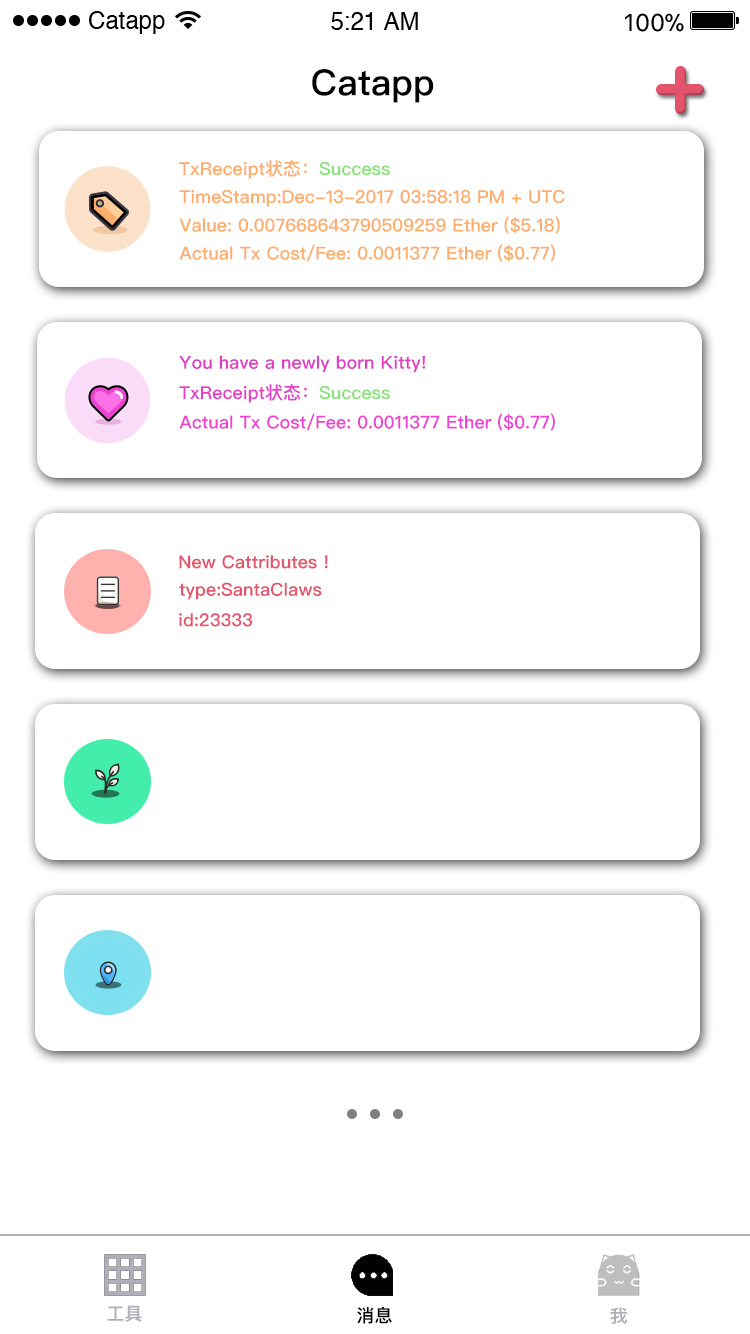 Catapp
5:21 AM
100%
Catapp
TxReceipt状态：Success
TimeStamp:Dec-13-2017 03:58:18 PM + UTC
Value: 0.007668643790509259 Ether ($5.18)
Actual Tx Cost/Fee: 0.0011377 Ether ($0.77)
You have a newly born Kitty!
TxReceipt状态：Success
Actual Tx Cost/Fee: 0.0011377 Ether ($0.77)
New Cattributes！
type:SantaClaws
id:23333
工具
消息
我